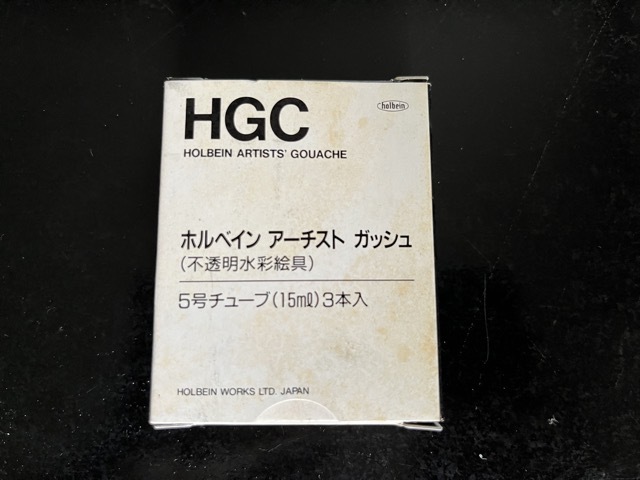 HGC
holbein
HOLBEIN ARTISTS' GOUACHE
ホルベイン アーチスト ガッシュ
(不透明水彩絵具)
5号チューブ(15mℓ)3本入
HOLBEIN WORKS LTD. JAPAN